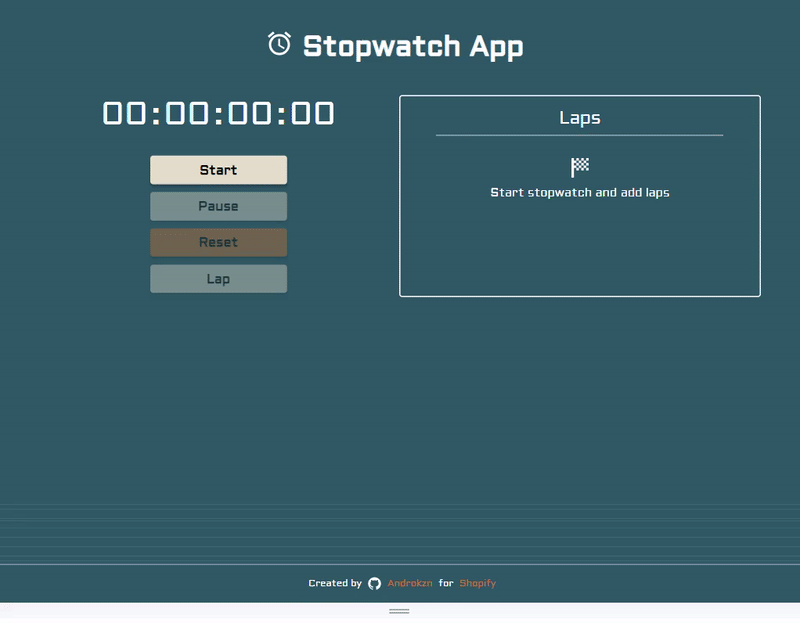 Stopwatch App
00:00:00:00
Start
Pause
Reset
Lap
Laps
Start stopwatch and add laps
Created by Androkzn for Shopify